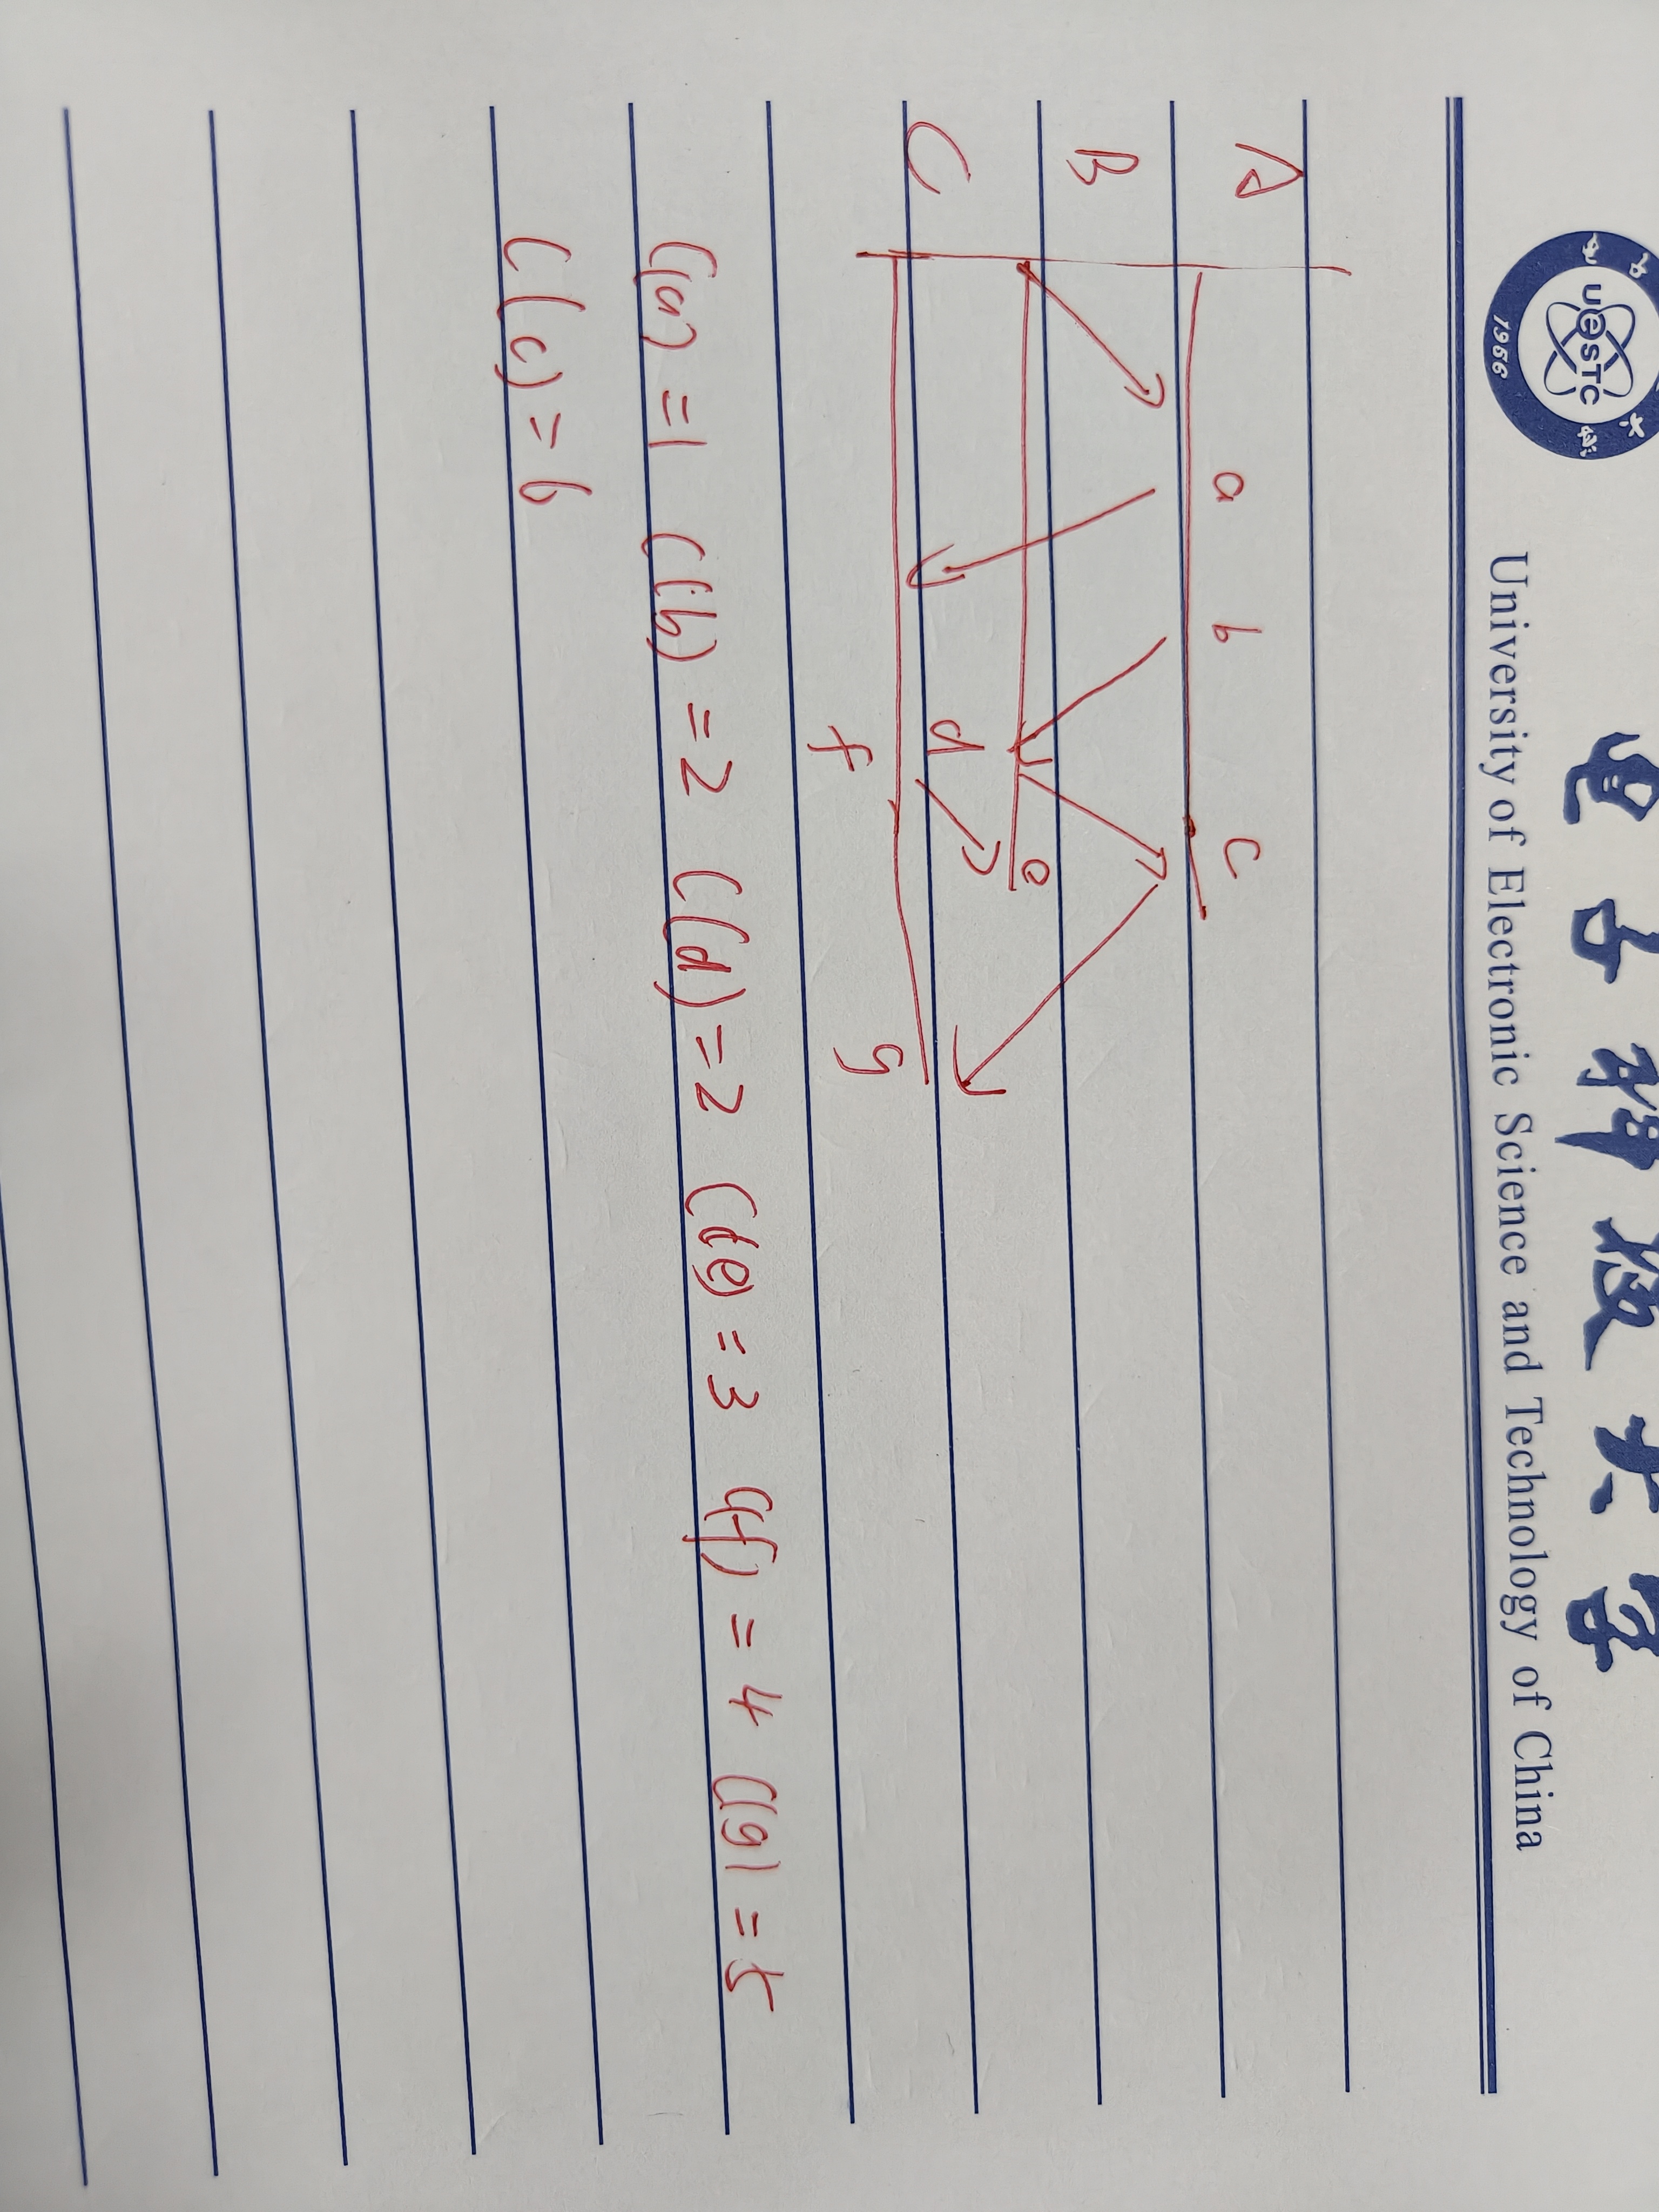 电子科技大学
University of Electronic Science and Technology of China
UESTC
1956
A a b c
B
d e
C
f g
C(a) = 1 C(b) = 2 C(d) = 2 C(e) = 3 C(f) = 4 C(g) = 5
C(c) = 6